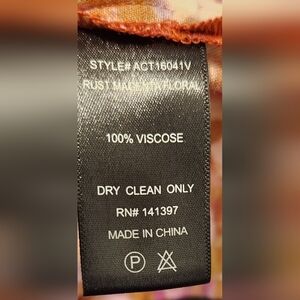 STYLE# ACT16041V
RUST MAGENTA FLORAL
100% VISCOSE
DRY CLEAN ONLY
RN# 141397
MADE IN CHINA
P